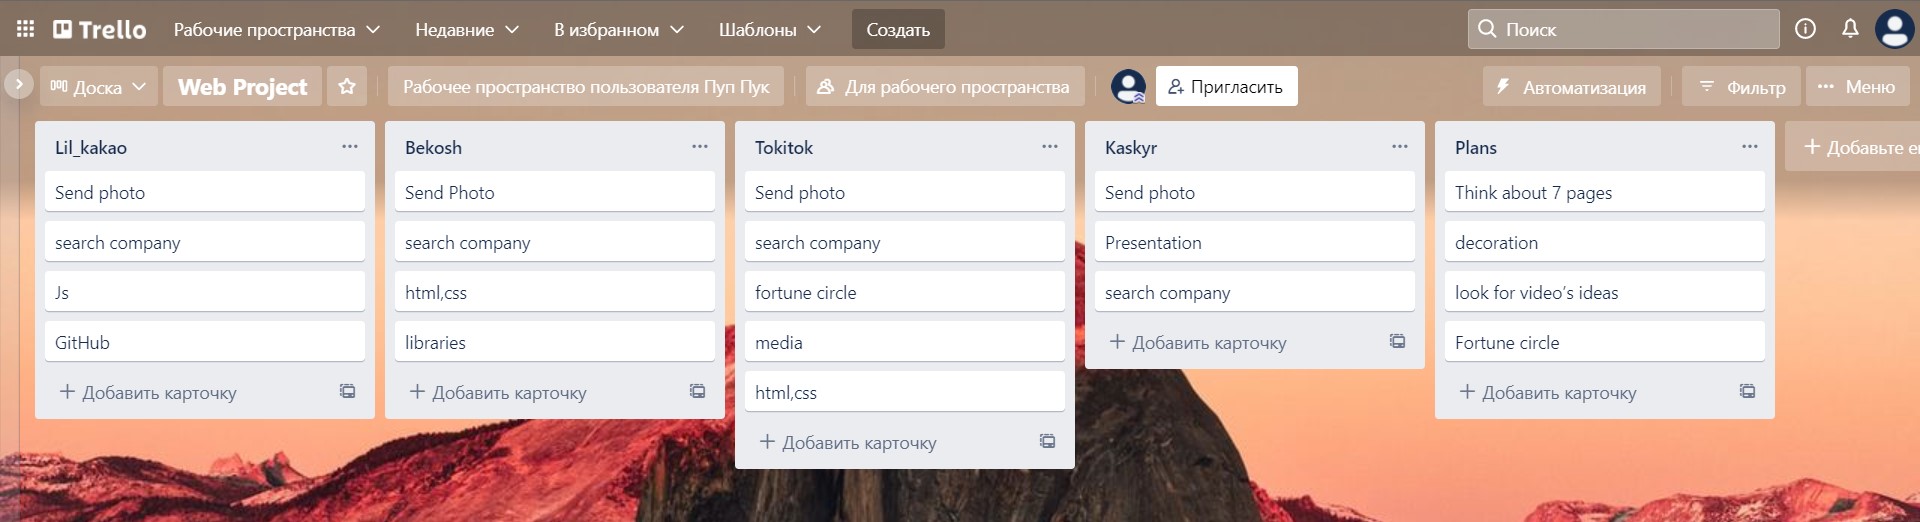 Trello Рабочие пространства Недавние В избранном Шаблоны Создать Поиск
Доска Web Project Рабочее пространство пользователя Пуп Пук Для рабочего пространства Пригласить Автоматизация Фильтр ... Меню
Lil_kakao ...
Send photo
search company
Js
GitHub
+ Добавить карточку
Bekosh ...
Send Photo
search company
html,css
libraries
+ Добавить карточку
Tokitok ...
Send photo
search company
fortune circle
media
html,css
+ Добавить карточку
Kaskyr ...
Send photo
Presentation
search company
+ Добавить карточку
Plans ...
Think about 7 pages
decoration
look for video’s ideas
Fortune circle
+ Добавить карточку
+ Добавьте